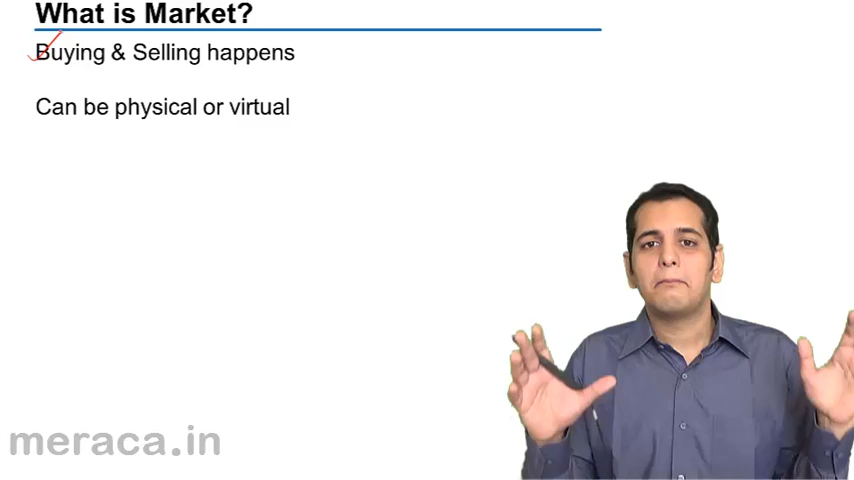 What is Market?
Buying & Selling happens
Can be physical or virtual
meraca.in